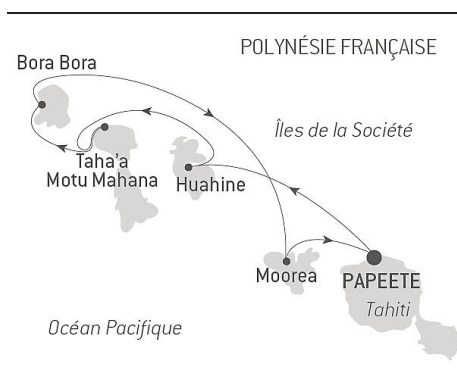 POLYNÉSIE FRANÇAISE
Bora Bora
Îles de la Société
Taha'a
Motu Mahana
Huahine
Moorea
PAPEETE
Tahiti
Océan Pacifique